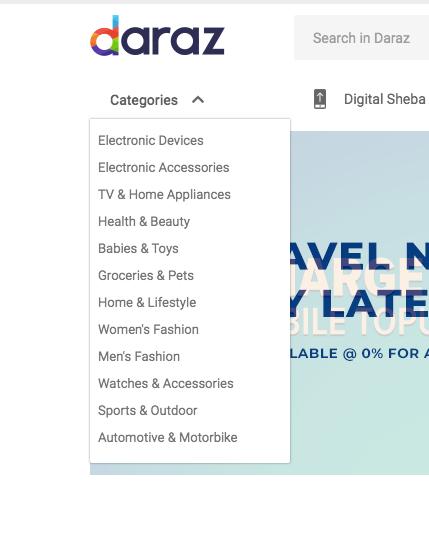 daraz
Search in Daraz
Categories
Digital Sheba
Electronic Devices
Electronic Accessories
TV & Home Appliances
Health & Beauty
Babies & Toys
Groceries & Pets
Home & Lifestyle
Women's Fashion
Men's Fashion
Watches & Accessories
Sports & Outdoor
Automotive & Motorbike
AVEL N
HARGE
Y LATE
BILE TOPU
LABLE @ 0% FOR A